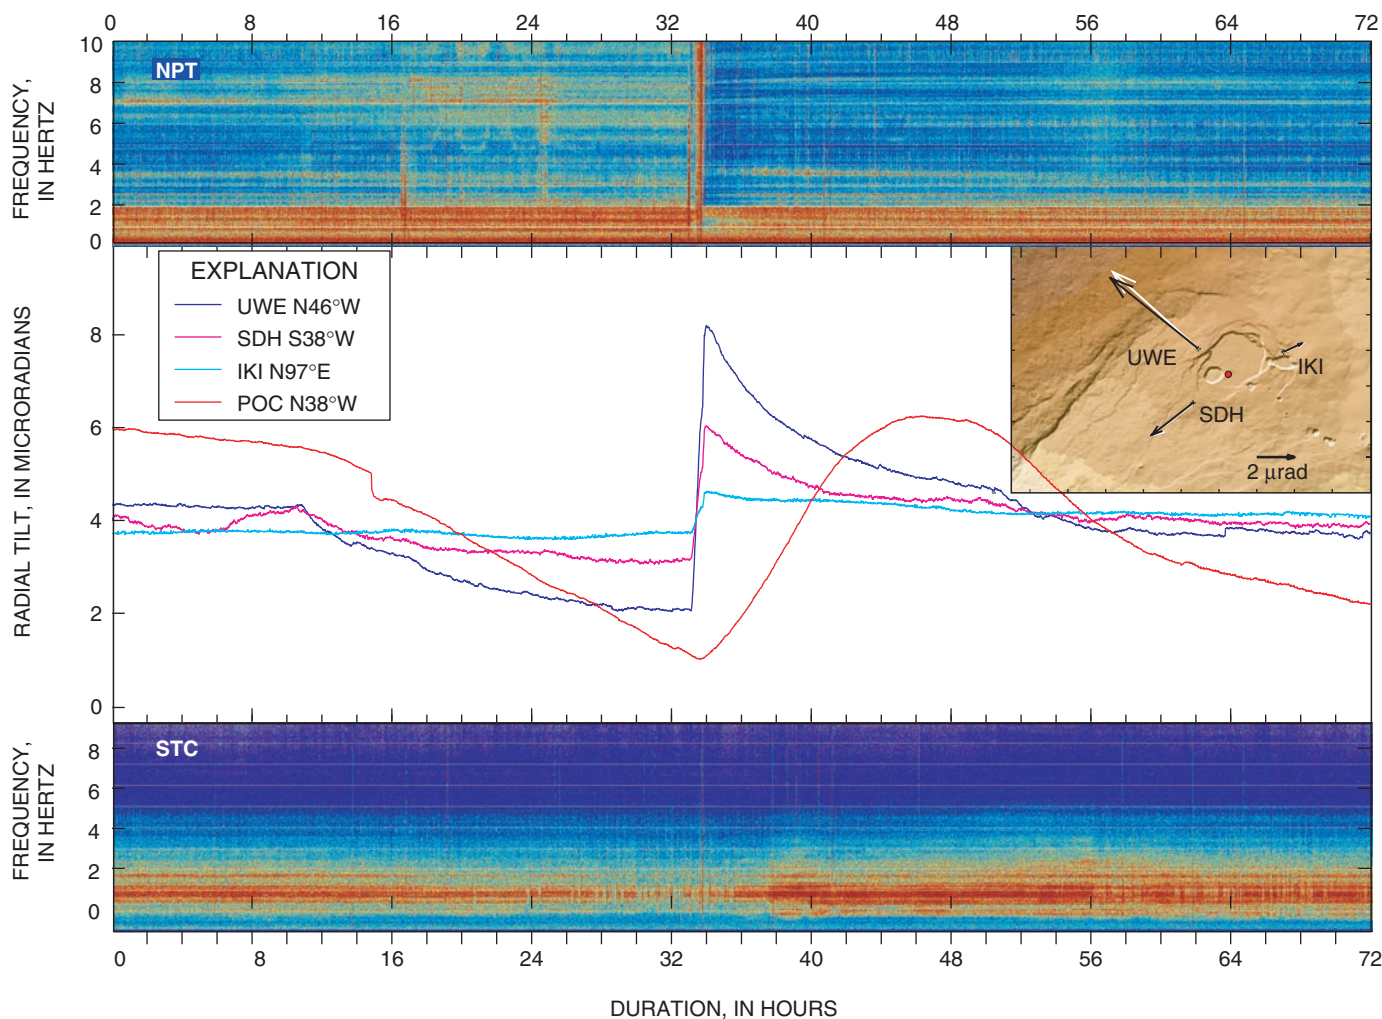 0 8 16 24 32 40 48 56 64 72
FREQUENCY,
IN HERTZ
10
8
6
4
2
0
NPT
RADIAL TILT, IN MICRORADIANS
8
6
4
2
0
EXPLANATION
UWE N46°W
SDH S38°W
IKI N97°E
POC N38°W
UWE
IKI
SDH
2 μrad
FREQUENCY,
IN HERTZ
8
6
4
2
0
STC
0 8 16 24 32 40 48 56 64 72
DURATION, IN HOURS